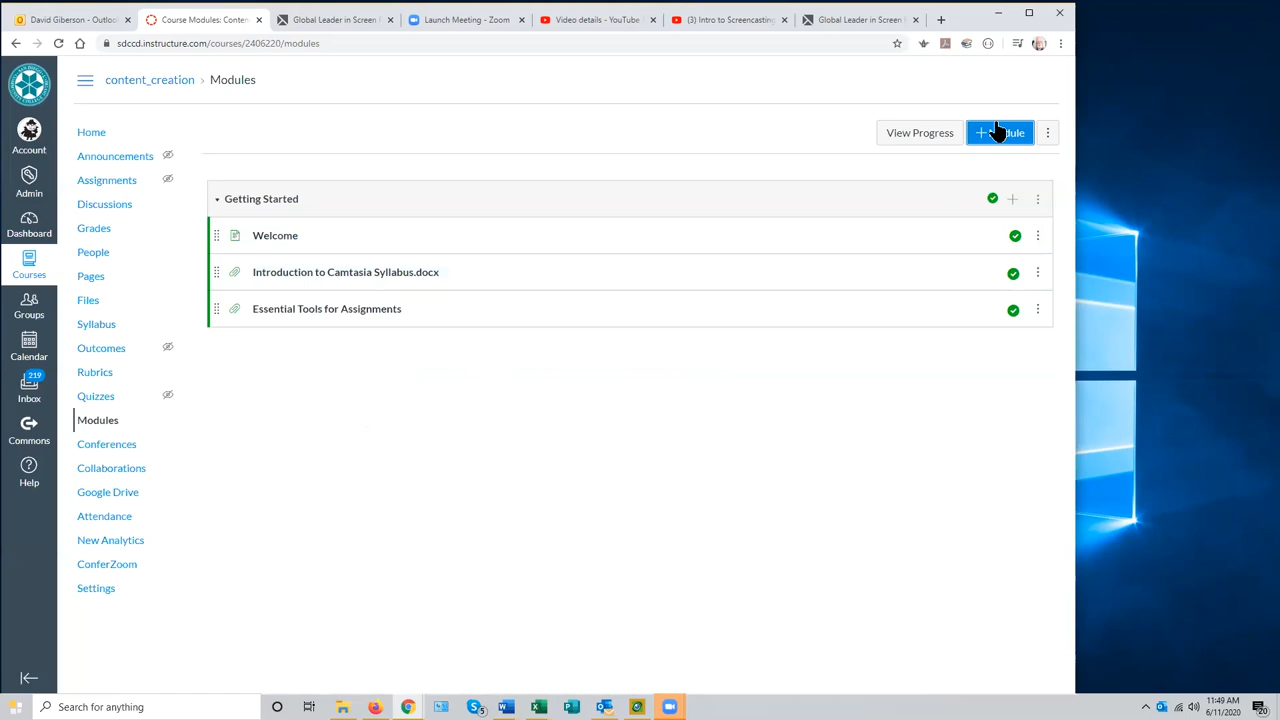 David Giberson - Outloo
Course Modules: Conten
Global Leader in Screen
Launch Meeting - Zoom
Video details - YouTube
(3) Intro to Screencasting
Global Leader in Screen
sdccd.instructure.com/courses/2406220/modules
content_creation › Modules
View Progress
Account
Admin
Dashboard
Courses
Groups
Calendar
219
Inbox
Commons
Help
Home
Announcements
Assignments
Discussions
Grades
People
Pages
Files
Syllabus
Outcomes
Rubrics
Quizzes
Modules
Conferences
Collaborations
Google Drive
Attendance
New Analytics
ConferZoom
Settings
Getting Started
Welcome
Introduction to Camtasia Syllabus.docx
Essential Tools for Assignments
Search for anything
5
11:49 AM
6/11/2020
20